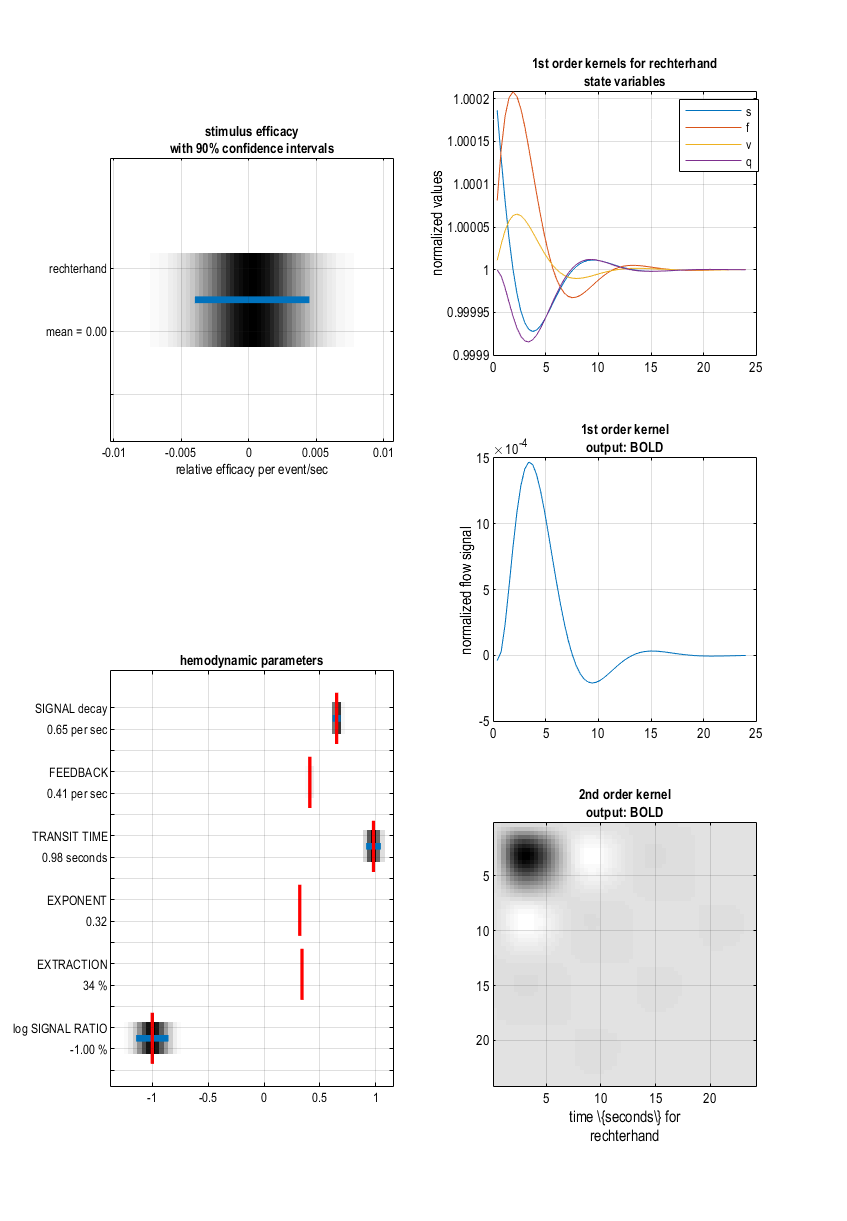 stimulus efficacy
with 90% confidence intervals
rechterhand
mean = 0.00
-0.01 -0.005 0 0.005 0.01
relative efficacy per event/sec
1st order kernels for rechterhand
state variables
1.0002
1.00015
1.0001
1.00005
1
0.99995
0.9999
normalized values
s
f
v
q
0 5 10 15 20 25
1st order kernel
output: BOLD
× 10-4
15
10
5
0
-5
normalized flow signal
0 5 10 15 20 25
hemodynamic parameters
SIGNAL decay
0.65 per sec
FEEDBACK
0.41 per sec
TRANSIT TIME
0.98 seconds
EXPONENT
0.32
EXTRACTION
34 %
log SIGNAL RATIO
-1.00 %
-1 -0.5 0 0.5 1
2nd order kernel
output: BOLD
5
10
15
20
5 10 15 20
time \{seconds\} for
rechterhand